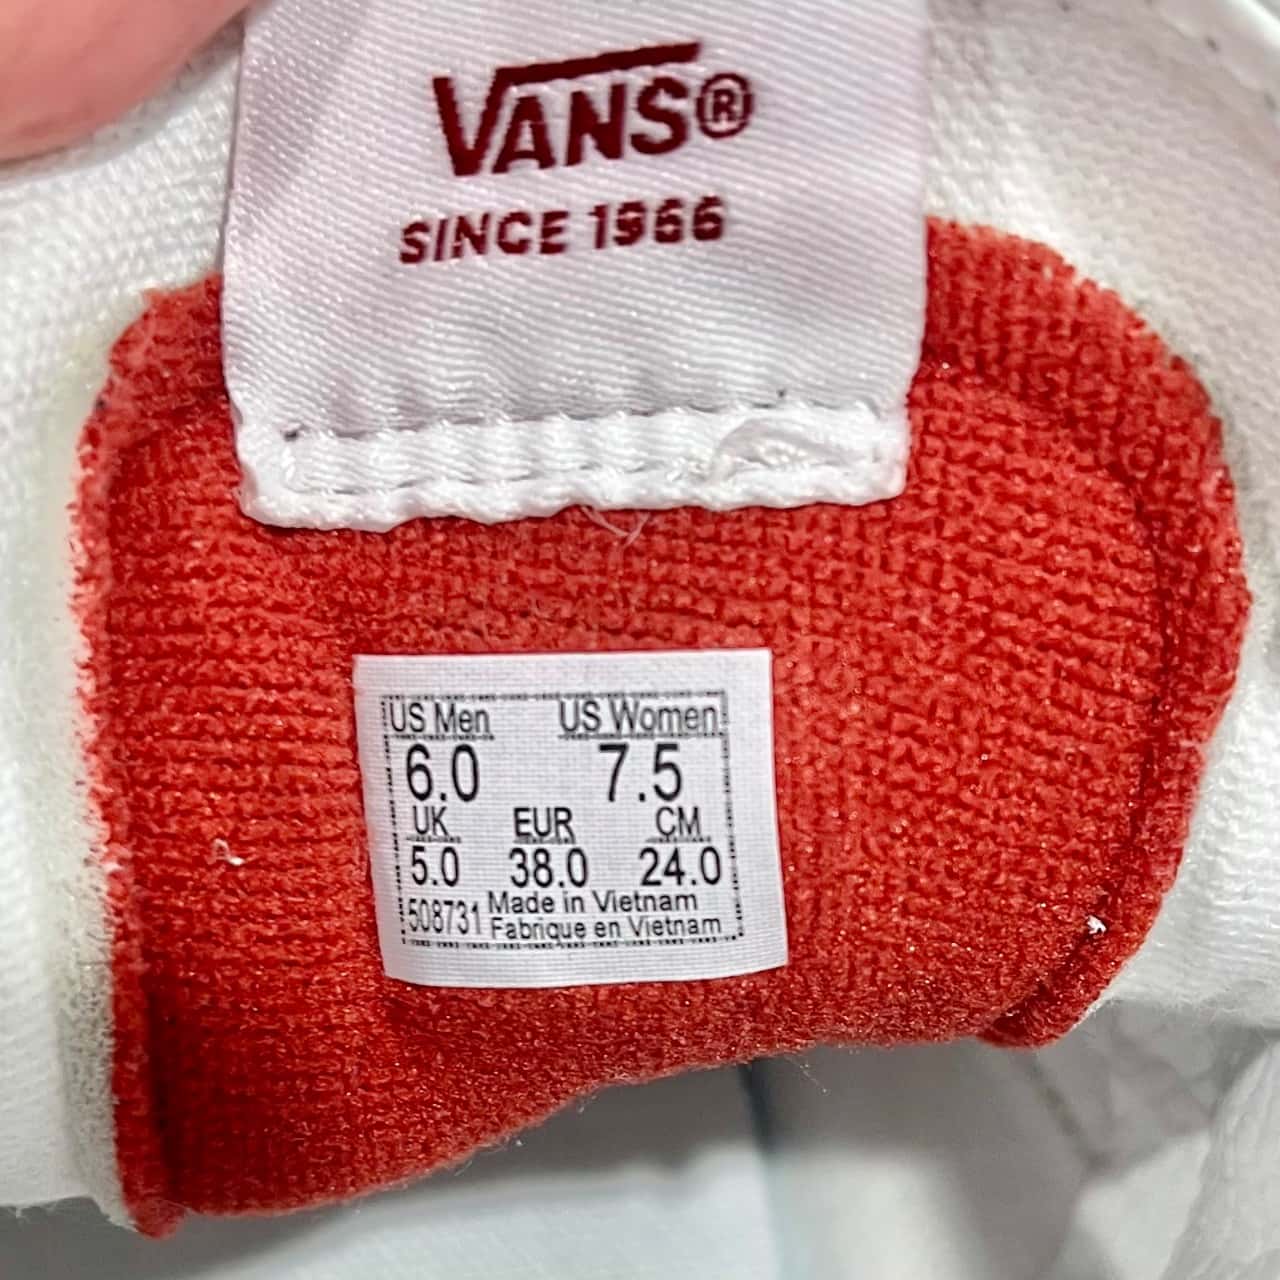 VANS®
SINCE 1966
US Men US Women
6.0 7.5
UK EUR CM
5.0 38.0 24.0
508731 Made in Vietnam
Fabrique en Vietnam